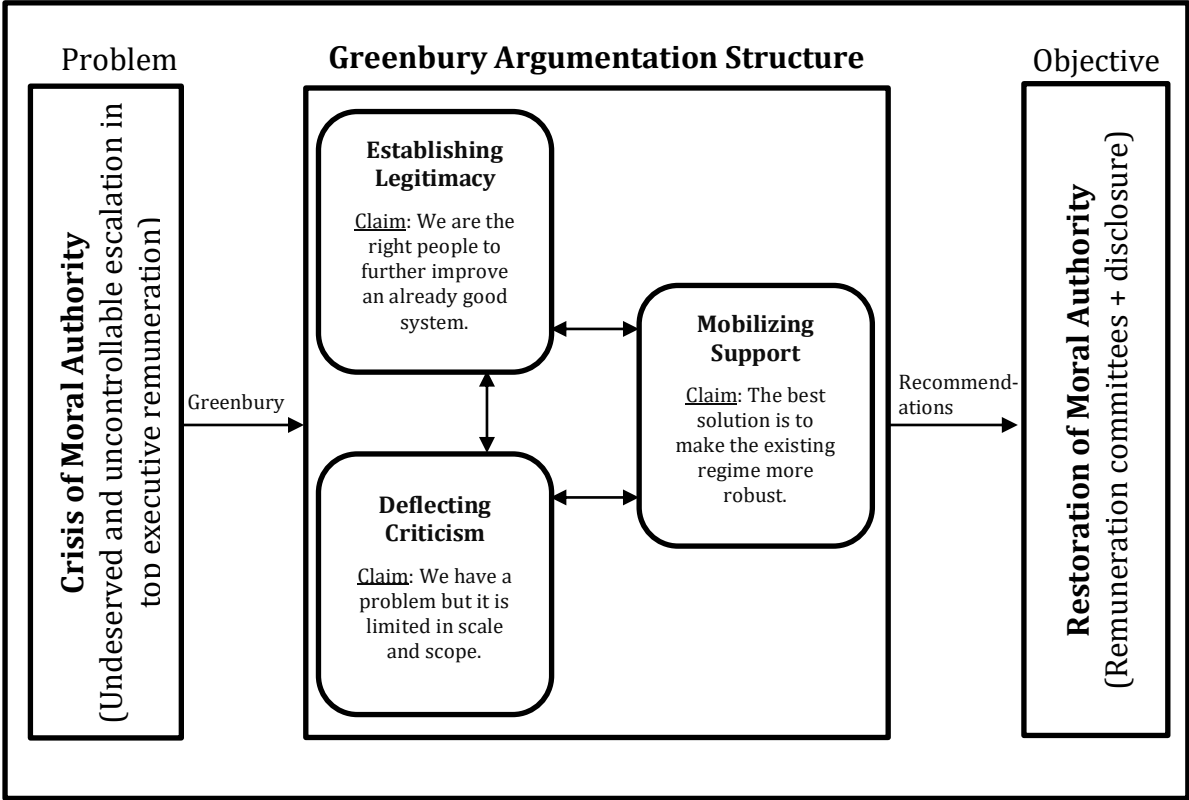 Problem
Greenbury Argumentation Structure
Objective
Crisis of Moral Authority
(Undeserved and uncontrollable escalation in
top executive remuneration)
Greenbury
Establishing
Legitimacy
Claim: We are the
right people to
further improve
an already good
system.
Deflecting
Criticism
Claim: We have a
problem but it is
limited in scale
and scope.
Mobilizing
Support
Claim: The best
solution is to
make the existing
regime more
robust.
Recommend-
ations
Restoration of Moral Authority
(Remuneration committees + disclosure)